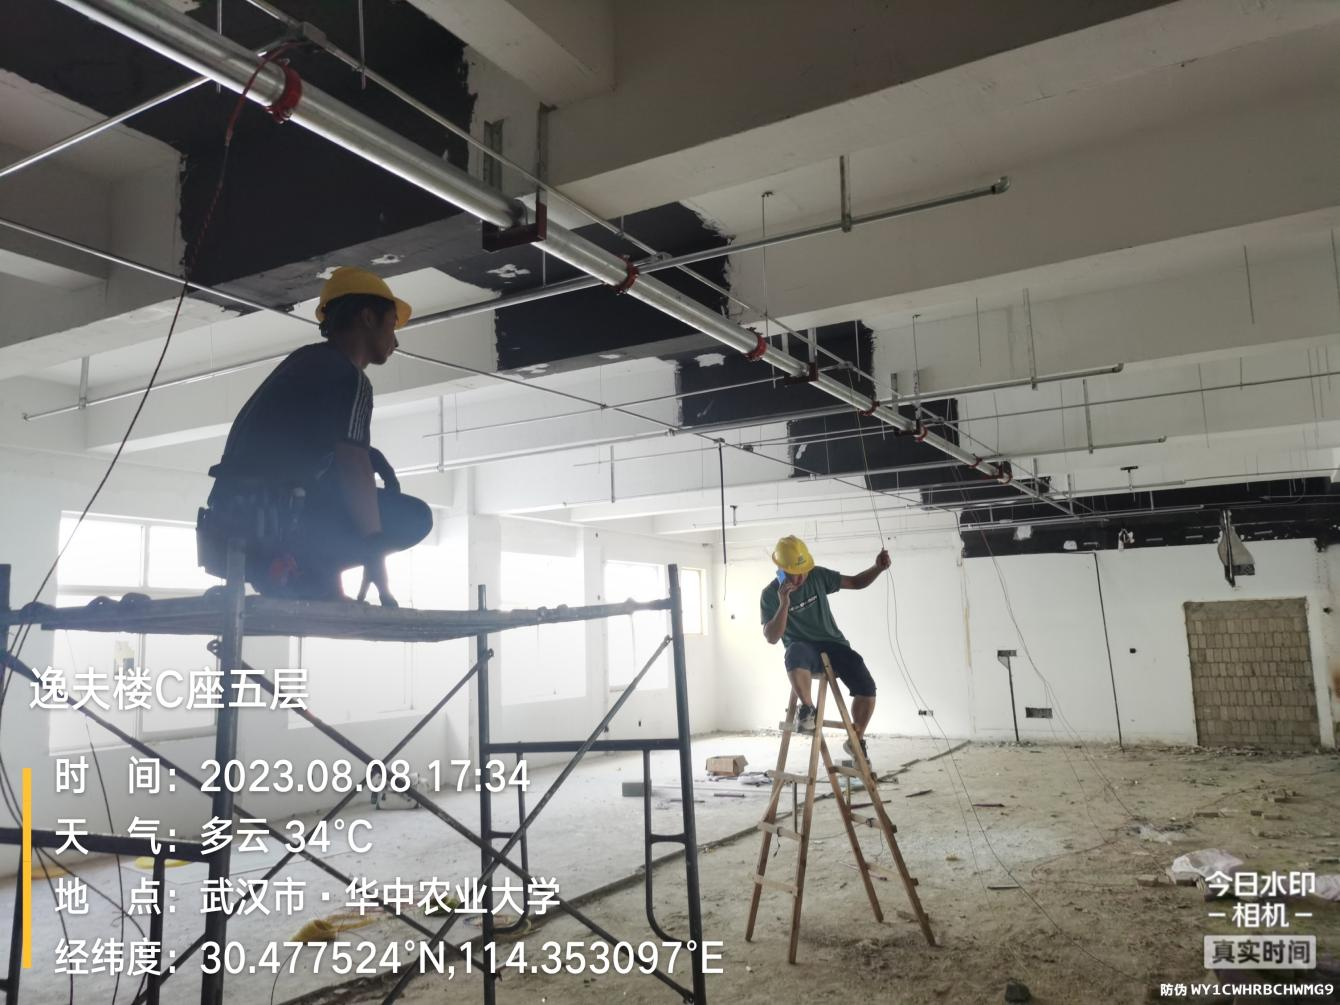 逸夫楼C座五层
时 间：2023.08.08 17:34
天 气：多云 34°C
地 点：武汉市·华中农业大学
经纬度：30.477524°N,114.353097°E
今日水印
-相机-
真实时间
防伪 WY1CWHRBCHWMG9